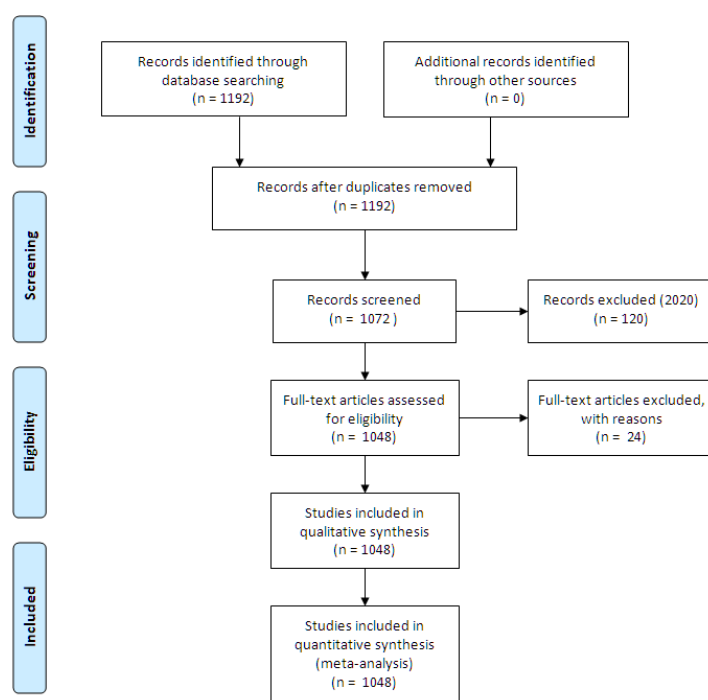 Identification
Records identified through
database searching
(n = 1192)
Additional records identified
through other sources
(n = 0)
Records after duplicates removed
(n = 1192)
Screening
Records screened
(n = 1072 )
Records excluded (2020)
(n = 120)
Eligibility
Full-text articles assessed
for eligibility
(n = 1048)
Full-text articles excluded,
with reasons
(n = 24)
Studies included in
qualitative synthesis
(n = 1048)
Included
Studies included in
quantitative synthesis
(meta-analysis)
(n = 1048)